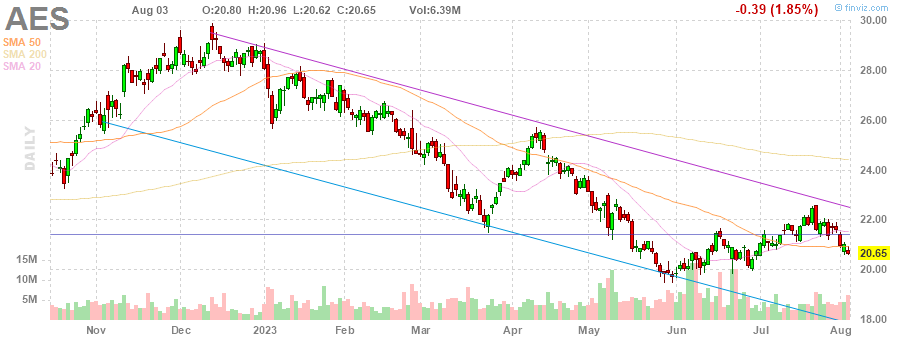 AES
Aug 03 O:20.80 H:20.96 L:20.62 C:20.65 Vol:6.39M -0.39 (1.85%) @ finviz.com
SMA 50
SMA 200
SMA 20
DAILY
30.00
28.00
26.00
24.00
22.00
20.65
20.00
18.00
15M
10M
5M
Nov Dec 2023 Feb Mar Apr May Jun Jul Aug